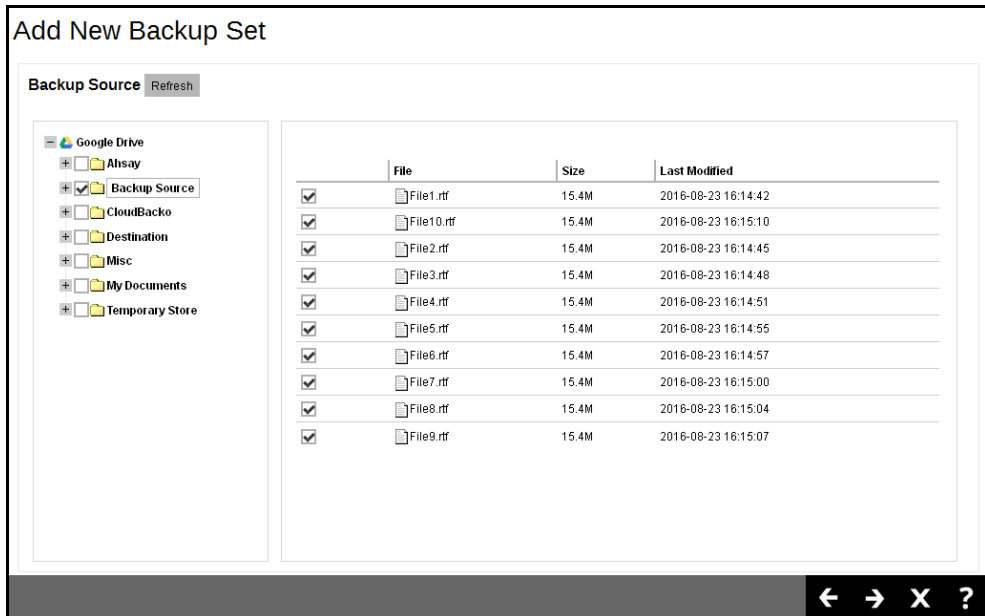 Add New Backup Set
Backup Source Refresh
Google Drive
Ahsay
Backup Source
CloudBacko
Destination
Misc
My Documents
Temporary Store
File Size Last Modified
File1.rtf 15.4M 2016-08-23 16:14:42
File10.rtf 15.4M 2016-08-23 16:15:10
File2.rtf 15.4M 2016-08-23 16:14:45
File3.rtf 15.4M 2016-08-23 16:14:48
File4.rtf 15.4M 2016-08-23 16:14:51
File5.rtf 15.4M 2016-08-23 16:14:55
File6.rtf 15.4M 2016-08-23 16:14:57
File7.rtf 15.4M 2016-08-23 16:15:00
File8.rtf 15.4M 2016-08-23 16:15:04
File9.rtf 15.4M 2016-08-23 16:15:07
X ?